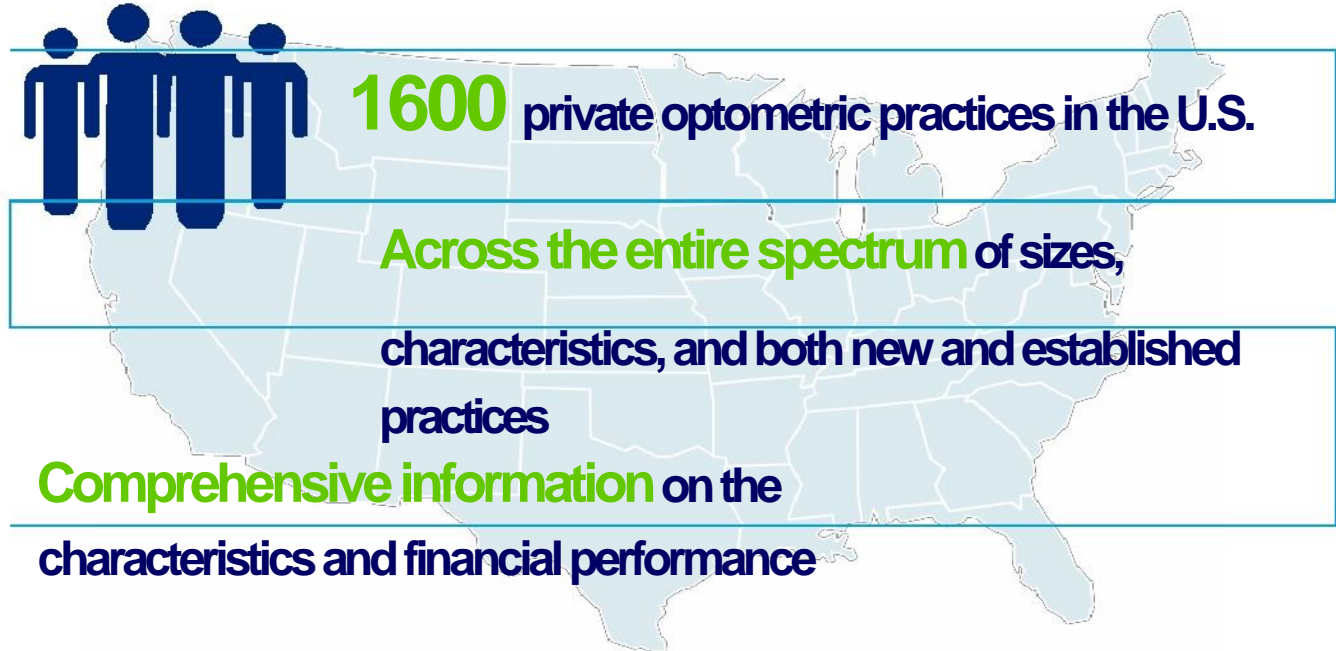 1600 private optometric practices in the U.S.
Across the entire spectrum of sizes,
characteristics, and both new and established
practices
Comprehensive information on the
characteristics and financial performance